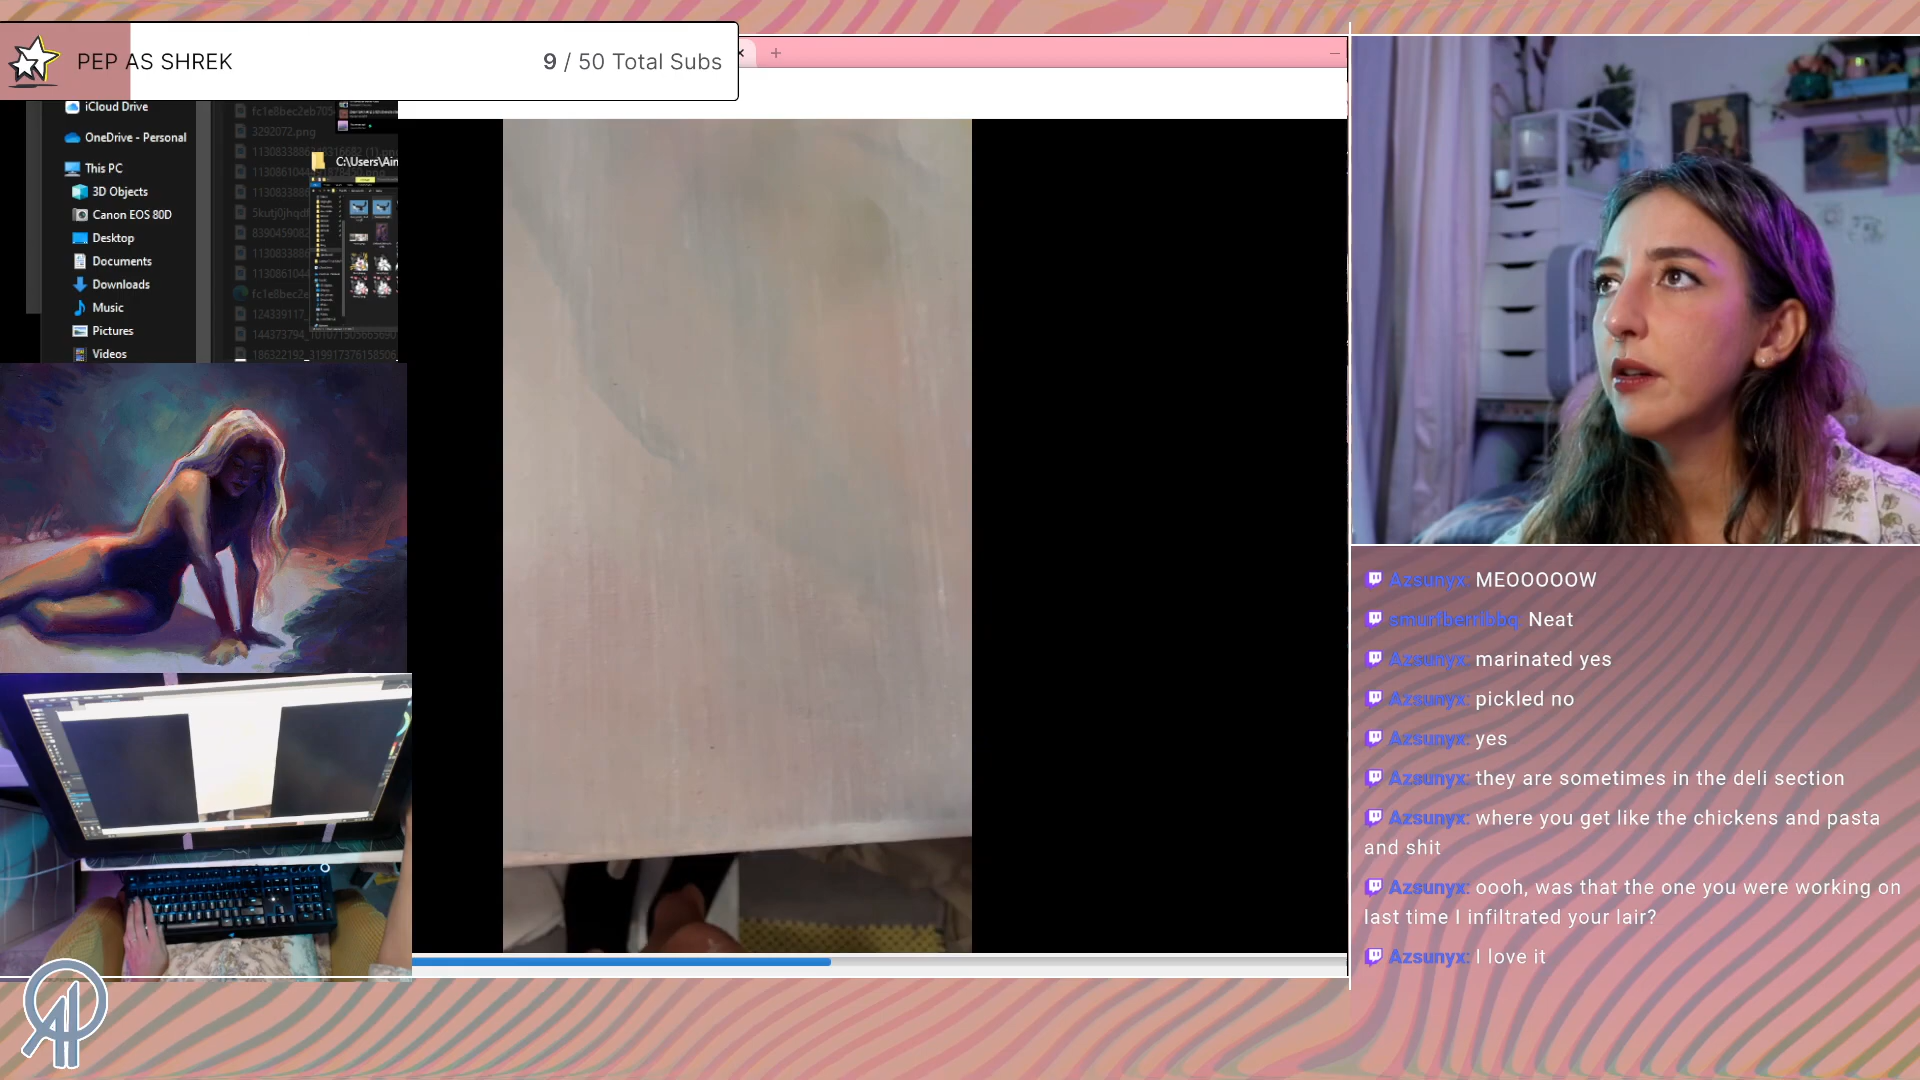 PEP AS SHREK
9 / 50 Total Subs
iCloud Drive
OneDrive - Personal
This PC
3D Objects
Canon EOS 80D
Desktop
Documents
Downloads
Music
Pictures
Videos
3292072.png
C:\Users\Ain
Azsunyx: MEOOOOOW
smurfberribbq: Neat
Azsunyx: marinated yes
Azsunyx: pickled no
Azsunyx: yes
Azsunyx: they are sometimes in the deli section
Azsunyx: where you get like the chickens and pasta
and shit
Azsunyx: oooh, was that the one you were working on
last time I infiltrated your lair?
Azsunyx: I love it